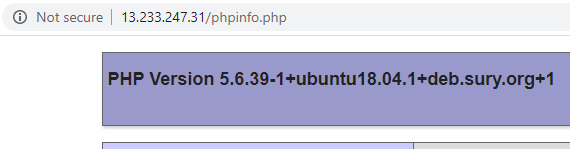 Not secure | 13.233.247.31/phpinfo.php
PHP Version 5.6.39-1+ubuntu18.04.1+deb.sury.org+1